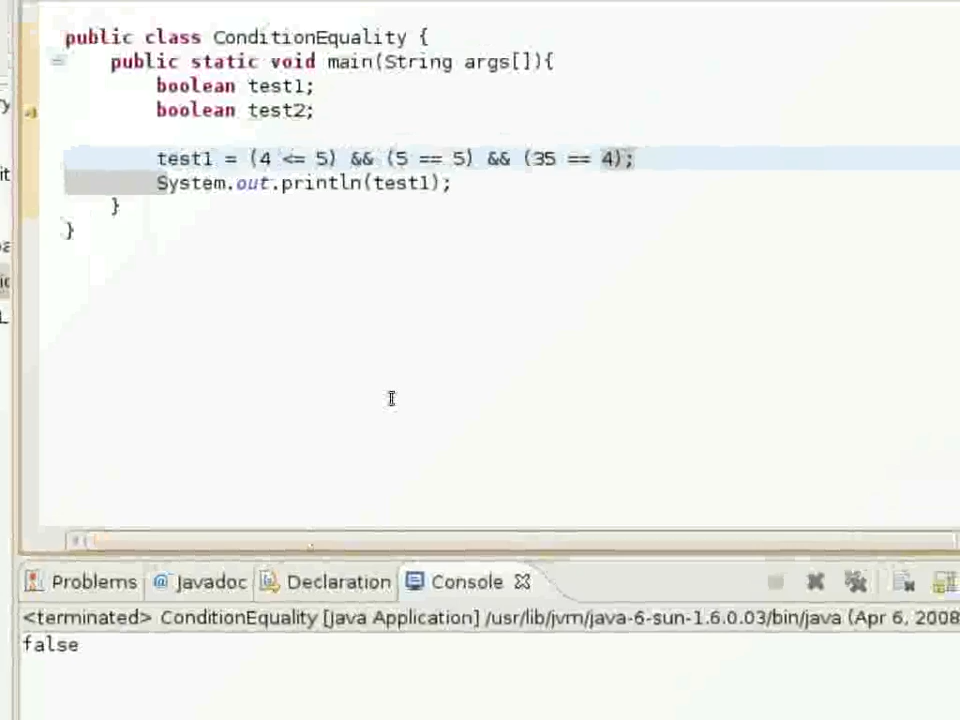 public class ConditionEquality {
public static void main(String args[]){
boolean test1;
boolean test2;
test1 = (4 <= 5) && (5 == 5) && (35 == 4);
System.out.println(test1);
}
}
Problems @ Javadoc Declaration Console
<terminated> ConditionEquality [Java Application] /usr/lib/jvm/java-6-sun-1.6.0.03/bin/java (Apr 6, 2008
false